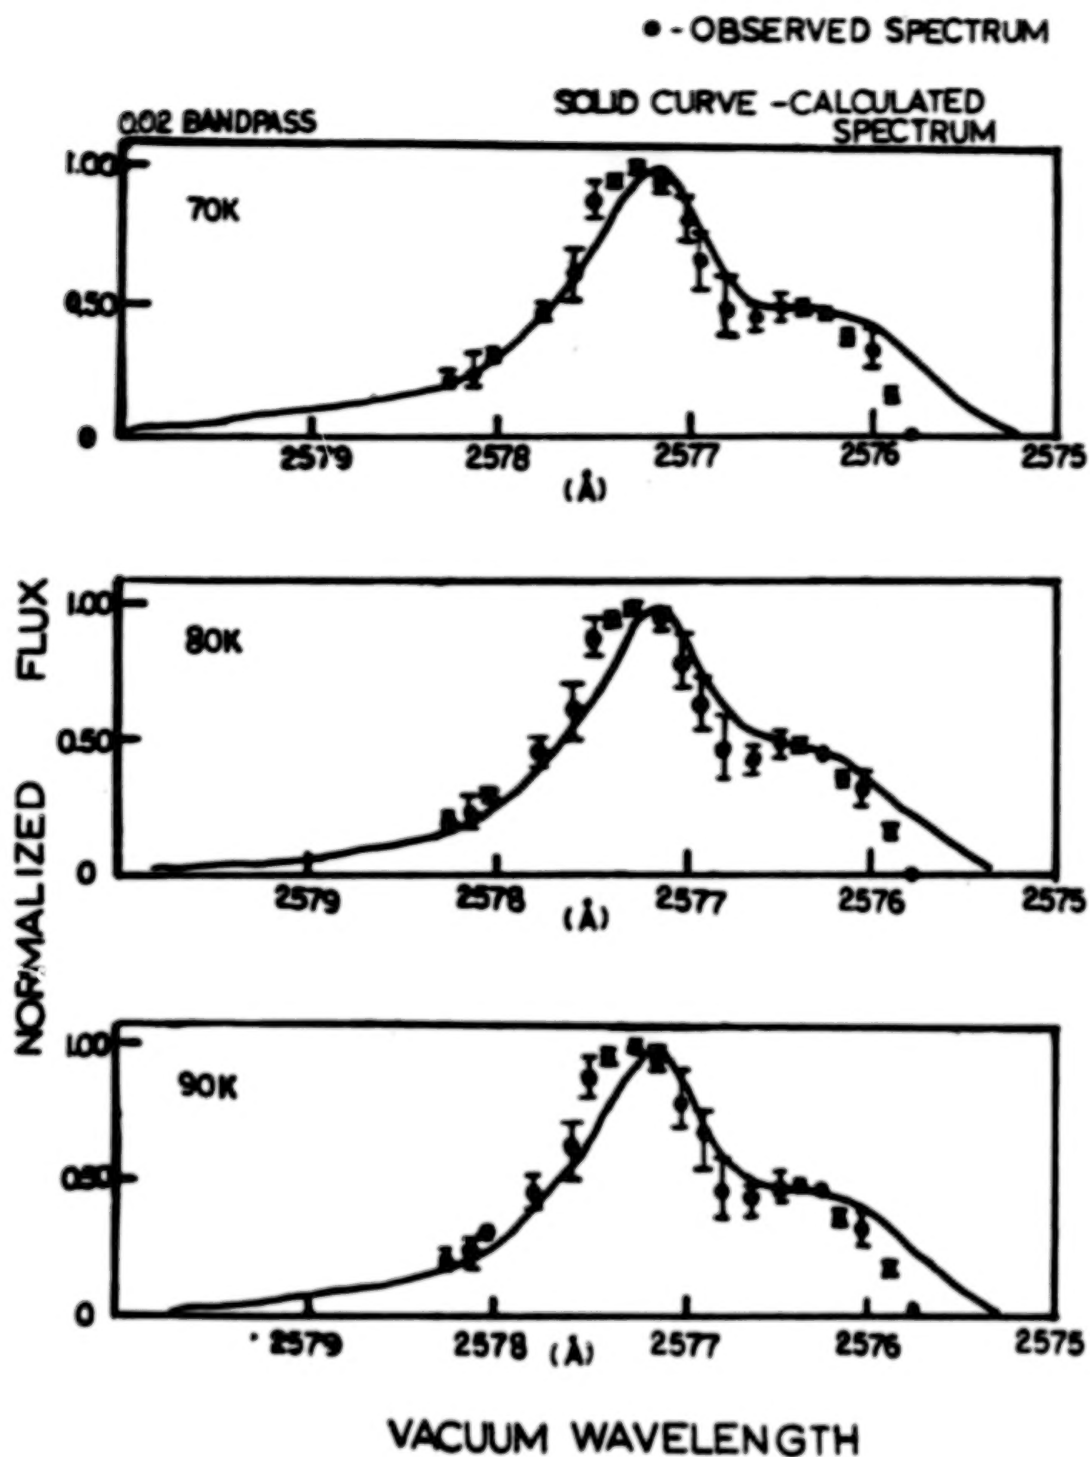 ● - OBSERVED SPECTRUM
SOLID CURVE - CALCULATED
SPECTRUM
0.02 BANDPASS
1.00
70K
0.50
0
2579 2578 2577 2576 2575
(Å)
NORMALIZED FLUX
1.00
80K
0.50
0
2579 2578 2577 2576 2575
(Å)
1.00
90K
0.50
0
2579 2578 (Å) 2577 2576 2575
VACUUM WAVELENGTH